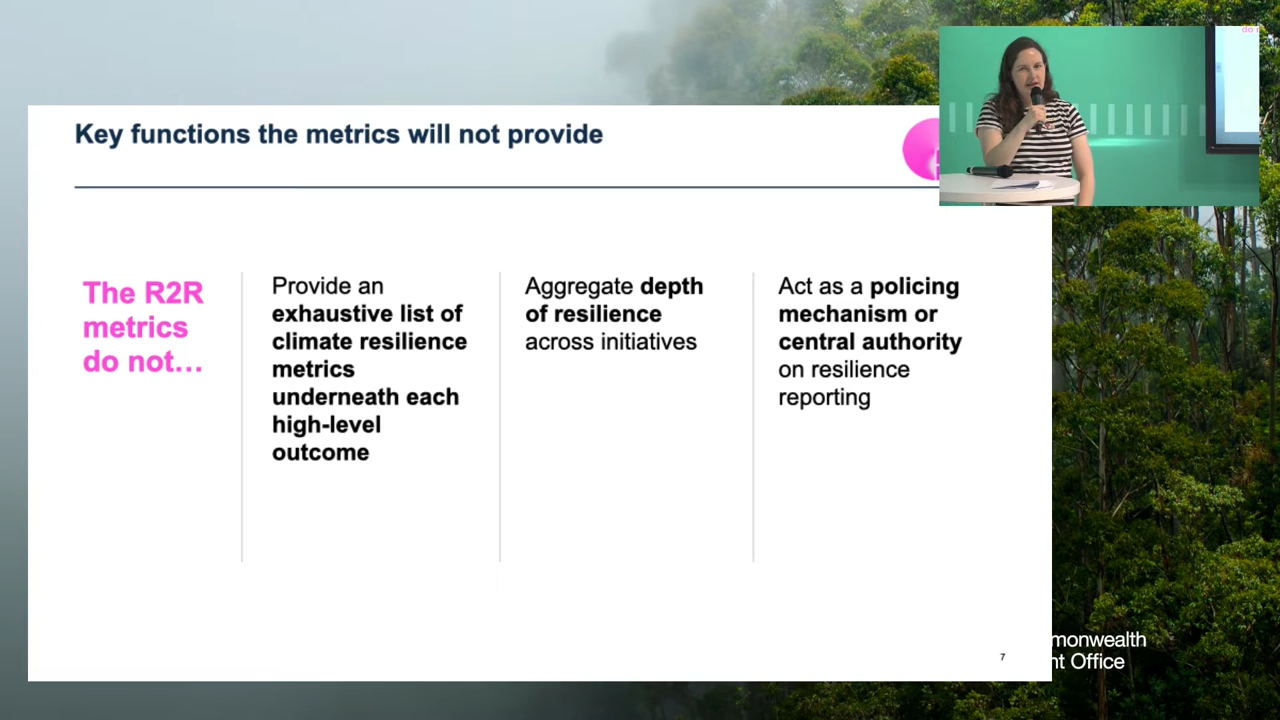 Key functions the metrics will not provide
The R2R
metrics
do not...
Provide an
exhaustive list of
climate resilience
metrics
underneath each
high-level
outcome
Aggregate depth
of resilience
across initiatives
Act as a policing
mechanism or
central authority
on resilience
reporting
7
monwealth
nt Office